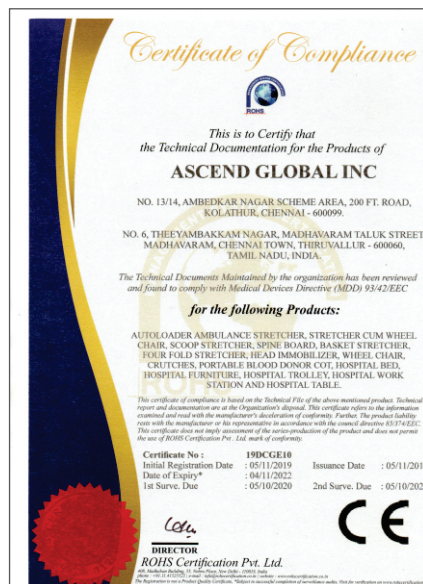 Certificate of Compliance
ROHS
This is to Certify that
the Technical Documentation for the Products of
ASCEND GLOBAL INC
NO. 13/14, AMBEDKAR NAGAR SCHEME AREA, 200 FT. ROAD,
KOLATHUR, CHENNAI - 600099.
NO. 6, THEEYAMBAKKAM NAGAR, MADHAVARAM TALUK STREET
MADHAVARAM, CHENNAI TOWN, THIRUVALLUR - 600060,
TAMIL NADU, INDIA.
The Technical Documents Maintained by the organization has been reviewed
and found to comply with Medical Devices Directive (MDD) 93/42/EEC
for the following Products:
AUTOLOADER AMBULANCE STRETCHER, STRETCHER CUM WHEEL
CHAIR, SCOOP STRETCHER, SPINE BOARD, BASKET STRETCHER,
FOUR FOLD STRETCHER, HEAD IMMOBILIZER, WHEEL CHAIR,
CRUTCHES, PORTABLE BLOOD DONOR COT, HOSPITAL BED,
HOSPITAL FURNITURE, HOSPITAL TROLLEY, HOSPITAL WORK
STATION AND HOSPITAL TABLE.
This certificate of compliance is based on the Technical File of the above mentioned product. Technical
report and documentation are at the Organization's disposal. This certificate refers to the information
examined and read with the manufacturer's deceleration of conformity. Further, The product liability
rests with the manufacturer or his representative in accordance with the council directive 85/374/EEC.
This certificate does not imply assessment of the series-production of the product and does not permit
the use of ROHS Certification Pvt. Ltd. mark of conformity.
Certificate No : 19DCGE10
Initial Registration Date : 05/11/2019 Issuance Date : 05/11/201
Date of Expiry* : 04/11/2022
1st Surve. Due : 05/10/2020 2nd Surve. Due : 05/10/202
CE
DIRECTOR
ROHS Certification Pvt. Ltd.